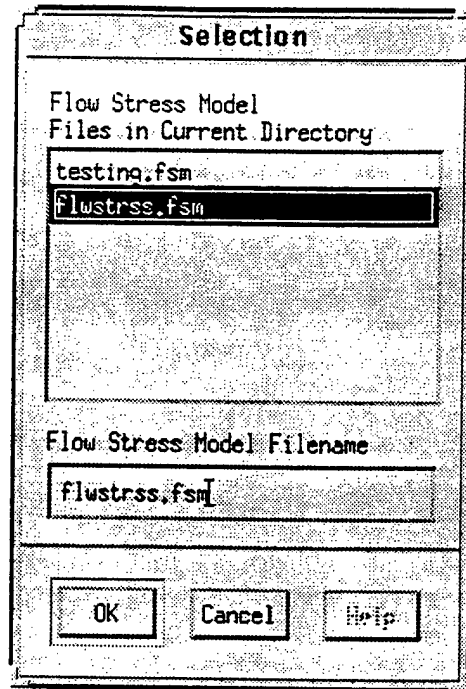 Selection
Flow Stress Model
Files in Current Directory
testing.fsm
flwstrss.fsm
Flow Stress Model Filename
flwstrss.fsm
OK
Cancel
Help